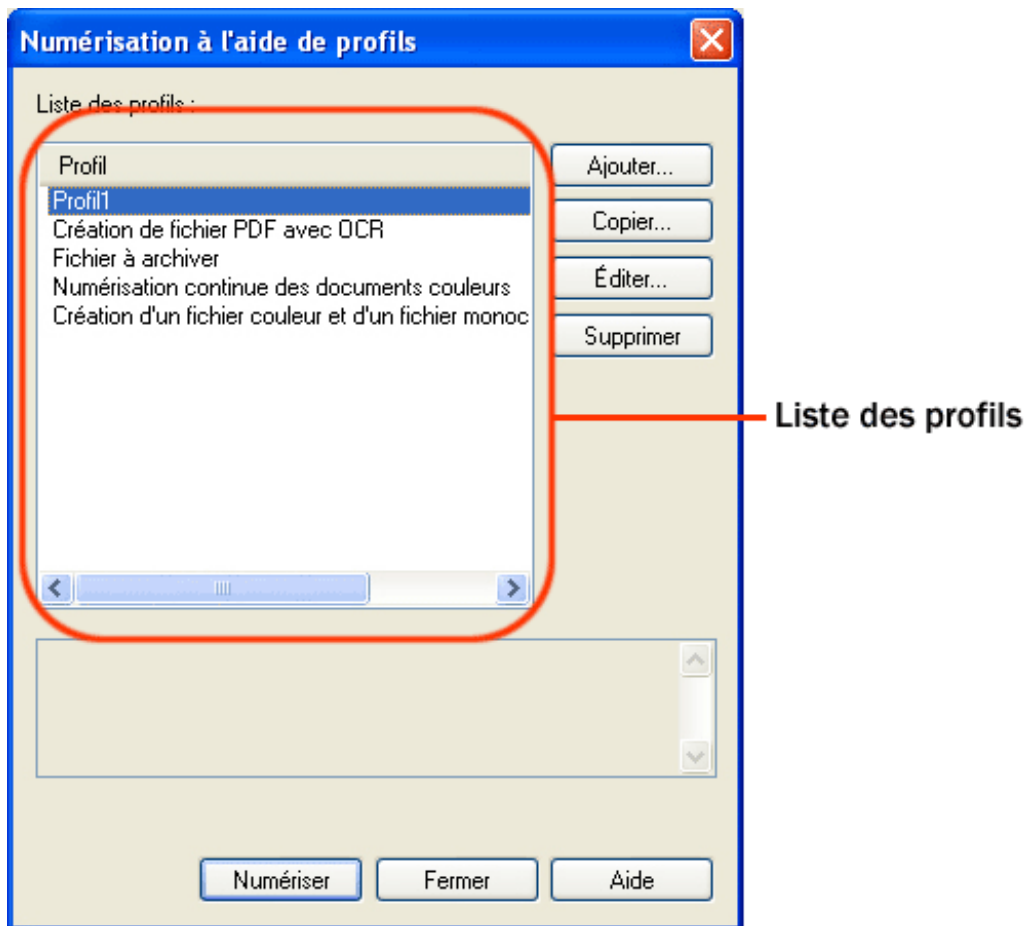 Numérisation à l'aide de profils
Liste des profils :
Profil
Profil1
Création de fichier PDF avec OCR
Fichier à archiver
Numérisation continue des documents couleurs
Création d'un fichier couleur et d'un fichier monoc
Ajouter...
Copier...
Éditer...
Supprimer
Liste des profils
Numériser
Fermer
Aide